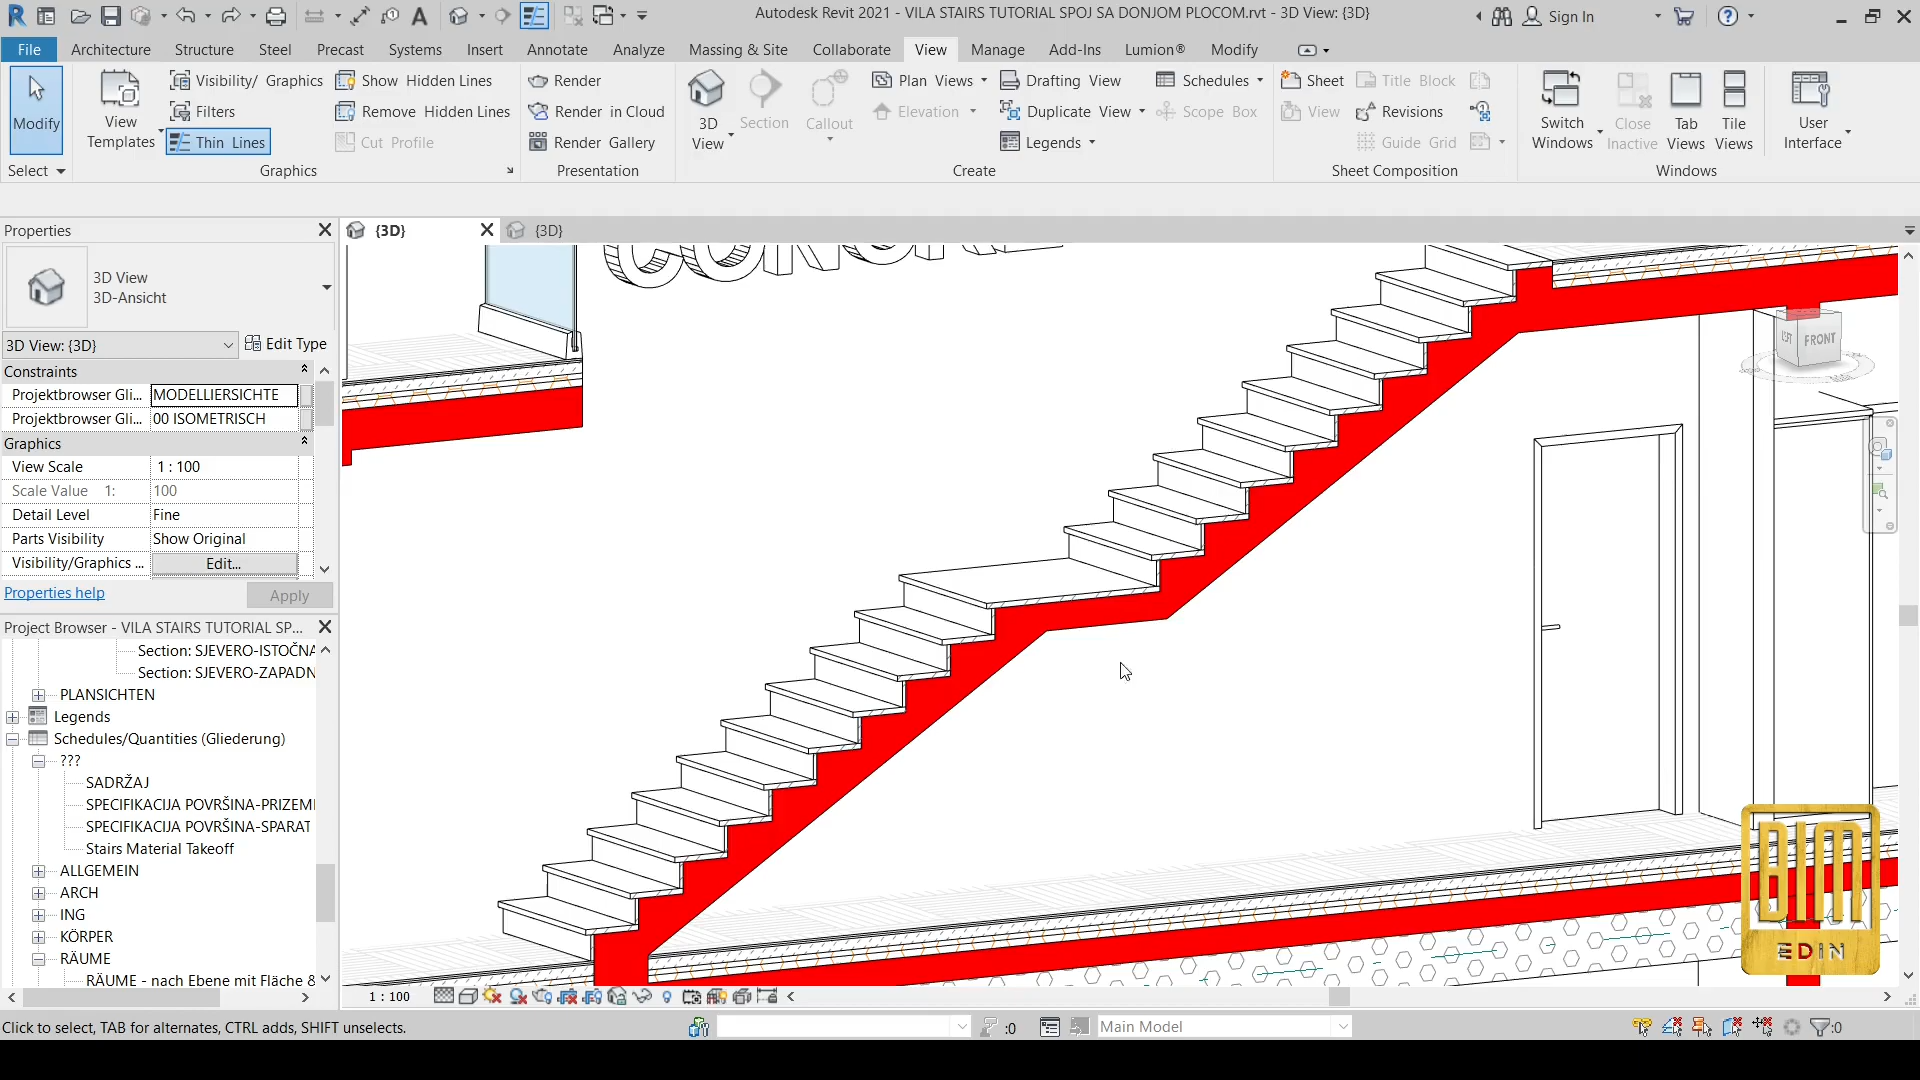 Autodesk Revit 2021 - VILA STAIRS TUTORIAL SPOJ SA DONJOM PLOCOM.rvt - 3D View: {3D}
Sign In
File Architecture Structure Steel Precast Systems Insert Annotate Analyze Massing & Site Collaborate View Manage Add-Ins Lumion® Modify
Modify
View Templates
Visibility/ Graphics
Filters
Thin Lines
Show Hidden Lines
Remove Hidden Lines
Cut Profile
Render
Render in Cloud
Render Gallery
3D View
Section
Callout
Plan Views
Elevation
Drafting View
Duplicate View
Legends
Schedules
Scope Box
Sheet
View
Title Block
Revisions
Guide Grid
Switch Windows
Close Inactive
Tab Views
Tile Views
User Interface
Select Graphics Presentation Create Sheet Composition Windows
Properties
{3D}
{3D}
3D View
3D-Ansicht
3D View: {3D}
Edit Type
Constraints
Projektbrowser Gli... MODELLIERSICHTE
Projektbrowser Gli... 00 ISOMETRISCH
Graphics
View Scale 1 : 100
Scale Value 1: 100
Detail Level Fine
Parts Visibility Show Original
Visibility/Graphics ... Edit...
Properties help
Apply
Project Browser - VILA STAIRS TUTORIAL SP...
Section: SJEVERO-ISTOČNA
Section: SJEVERO-ZAPADN
PLANSICHTEN
Legends
Schedules/Quantities (Gliederung)
???
SADRŽAJ
SPECIFIKACIJA POVRŠINA-PRIZEMI
SPECIFIKACIJA POVRŠINA-SPARAT
Stairs Material Takeoff
ALLGEMEIN
ARCH
ING
KÖRPER
RÄUME
RÄUME - nach Ebene mit Fläche &
FRONT
BIM
EDIN
1 : 100
Click to select, TAB for alternates, CTRL adds, SHIFT unselects.
:0
Main Model
:0